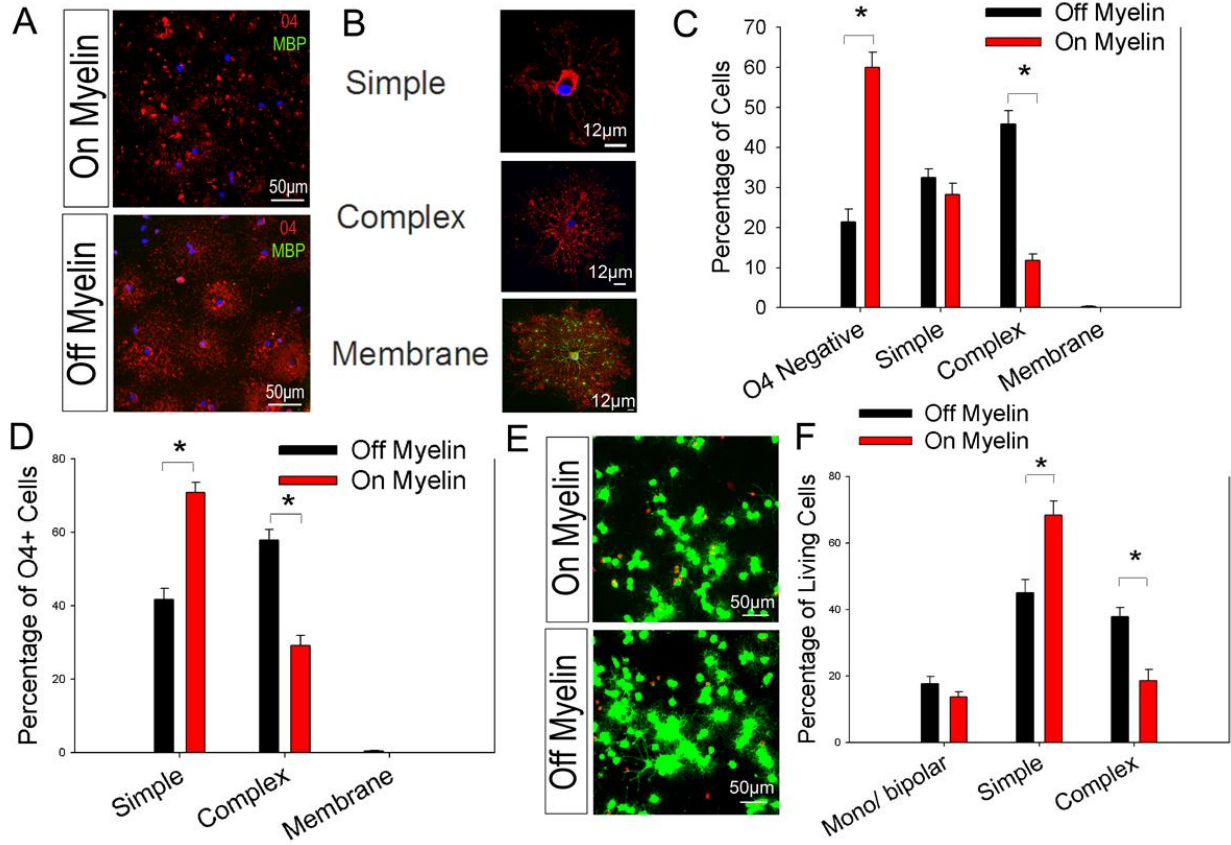 A
On Myelin
04
MBP
50µm
Off Myelin
04
MBP
50µm
B
Simple
12µm
Complex
12µm
Membrane
12µm
C
Off Myelin
On Myelin
Percentage of Cells
70
60
50
40
30
20
10
0
*
*
O4 Negative
Simple
Complex
Membrane
D
Off Myelin
On Myelin
Percentage of O4+ Cells
80
60
40
20
0
*
*
Simple
Complex
Membrane
E
On Myelin
50µm
Off Myelin
50µm
F
Off Myelin
On Myelin
Percentage of Living Cells
80
60
40
20
0
*
*
Mono/ bipolar
Simple
Complex